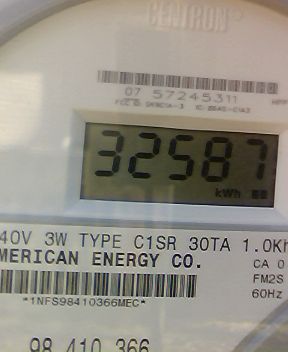 CENTRON®
07 57245311
32587
kWh
40V 3W TYPE C1SR 30TA 1.0Kh
MERICAN ENERGY CO.
CA 0
FM2S
60Hz
*1NFS98410366MEC*
98 410 366